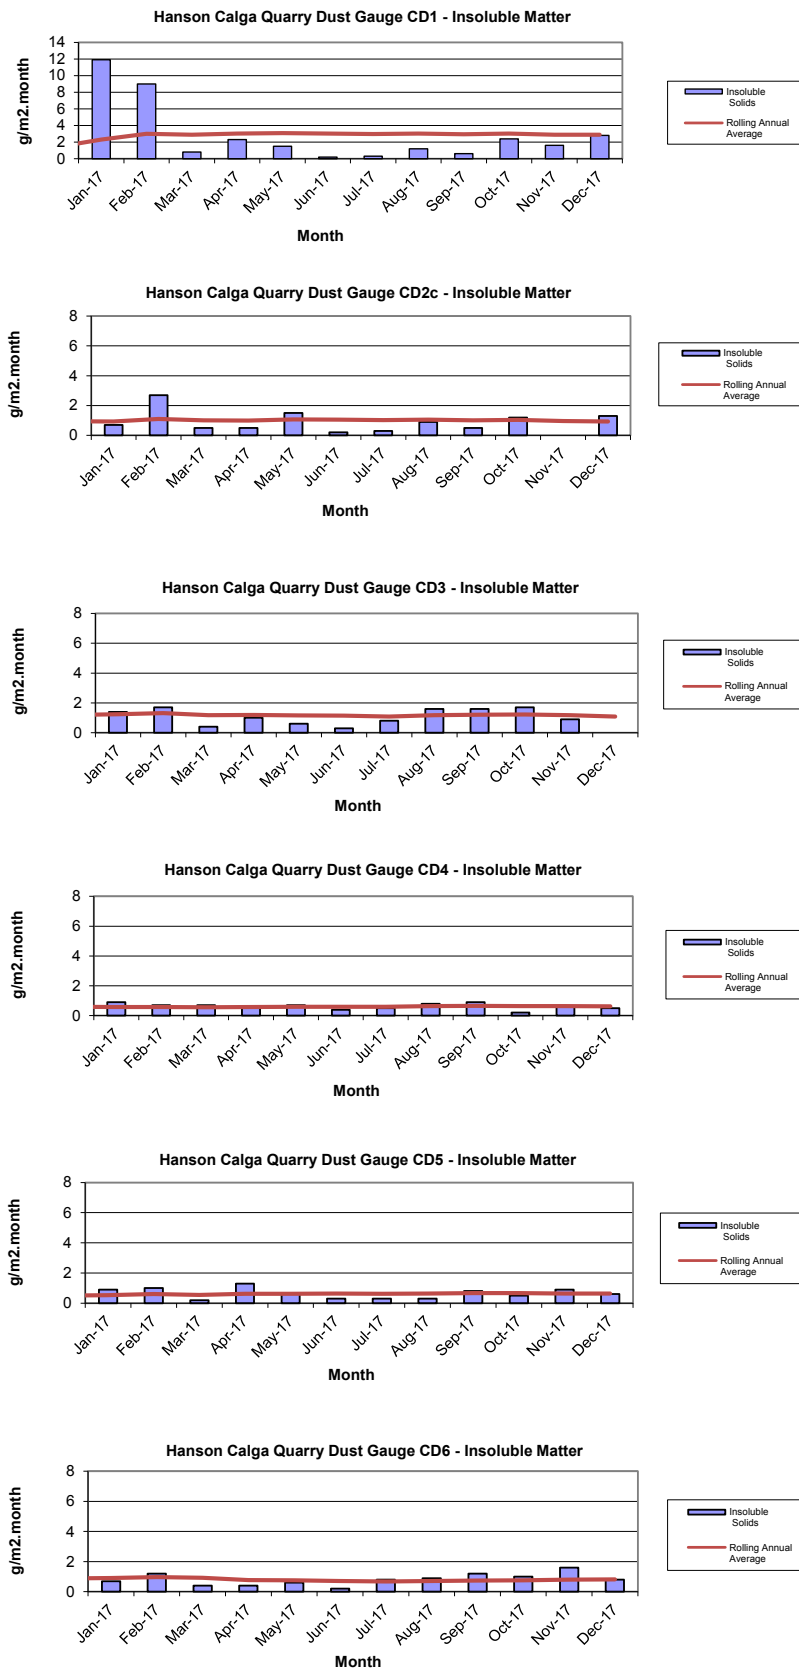 Hanson Calga Quarry Dust Gauge CD1 - Insoluble Matter
g/m2.month
14
12
10
8
6
4
2
0
Jan-17
Feb-17
Mar-17
Apr-17
May-17
Jun-17
Jul-17
Aug-17
Sep-17
Oct-17
Nov-17
Dec-17
Month
Insoluble
Solids
Rolling Annual
Average
Hanson Calga Quarry Dust Gauge CD2c - Insoluble Matter
g/m2.month
8
6
4
2
0
Jan-17
Feb-17
Mar-17
Apr-17
May-17
Jun-17
Jul-17
Aug-17
Sep-17
Oct-17
Nov-17
Dec-17
Month
Insoluble
Solids
Rolling Annual
Average
Hanson Calga Quarry Dust Gauge CD3 - Insoluble Matter
g/m2.month
8
6
4
2
0
Jan-17
Feb-17
Mar-17
Apr-17
May-17
Jun-17
Jul-17
Aug-17
Sep-17
Oct-17
Nov-17
Dec-17
Month
Insoluble
Solids
Rolling Annual
Average
Hanson Calga Quarry Dust Gauge CD4 - Insoluble Matter
g/m2.month
8
6
4
2
0
Jan-17
Feb-17
Mar-17
Apr-17
May-17
Jun-17
Jul-17
Aug-17
Sep-17
Oct-17
Nov-17
Dec-17
Month
Insoluble
Solids
Rolling Annual
Average
Hanson Calga Quarry Dust Gauge CD5 - Insoluble Matter
g/m2.month
8
6
4
2
0
Jan-17
Feb-17
Mar-17
Apr-17
May-17
Jun-17
Jul-17
Aug-17
Sep-17
Oct-17
Nov-17
Dec-17
Month
Insoluble
Solids
Rolling Annual
Average
Hanson Calga Quarry Dust Gauge CD6 - Insoluble Matter
g/m2.month
8
6
4
2
0
Jan-17
Feb-17
Mar-17
Apr-17
May-17
Jun-17
Jul-17
Aug-17
Sep-17
Oct-17
Nov-17
Dec-17
Month
Insoluble
Solids
Rolling Annual
Average